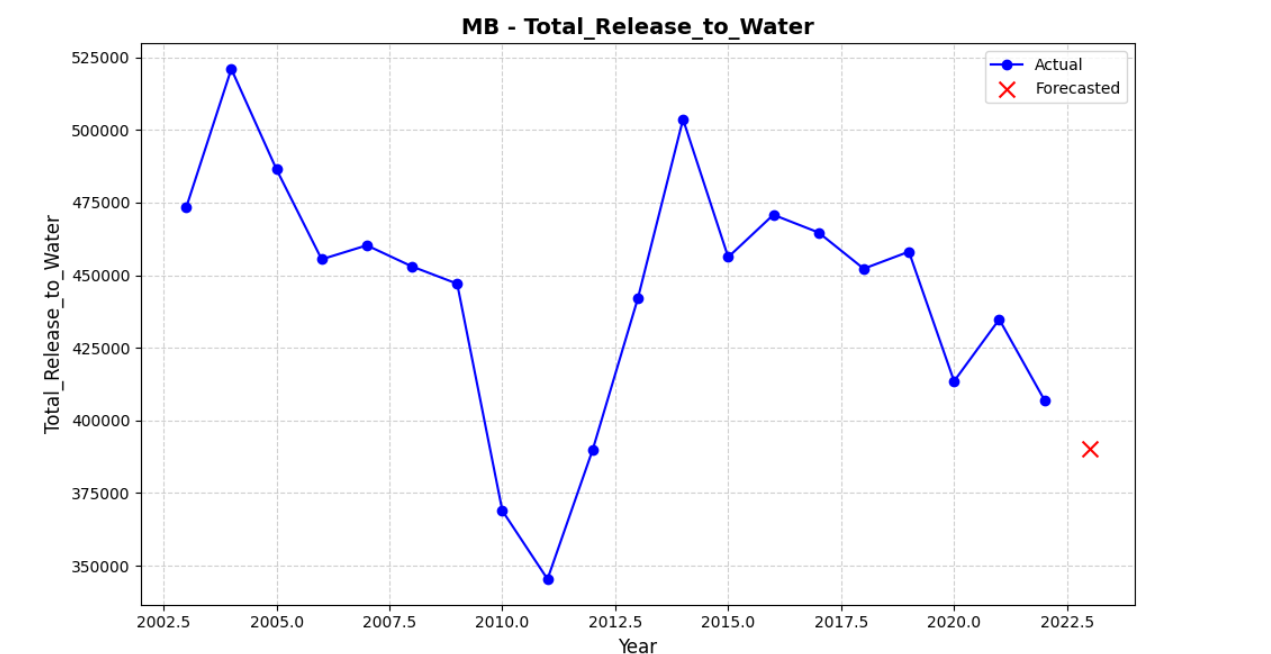 MB - Total_Release_to_Water
525000
500000
475000
450000
425000
400000
375000
350000
Total_Release_to_Water
Actual
Forecasted
2002.5 2005.0 2007.5 2010.0 2012.5 2015.0 2017.5 2020.0 2022.5
Year